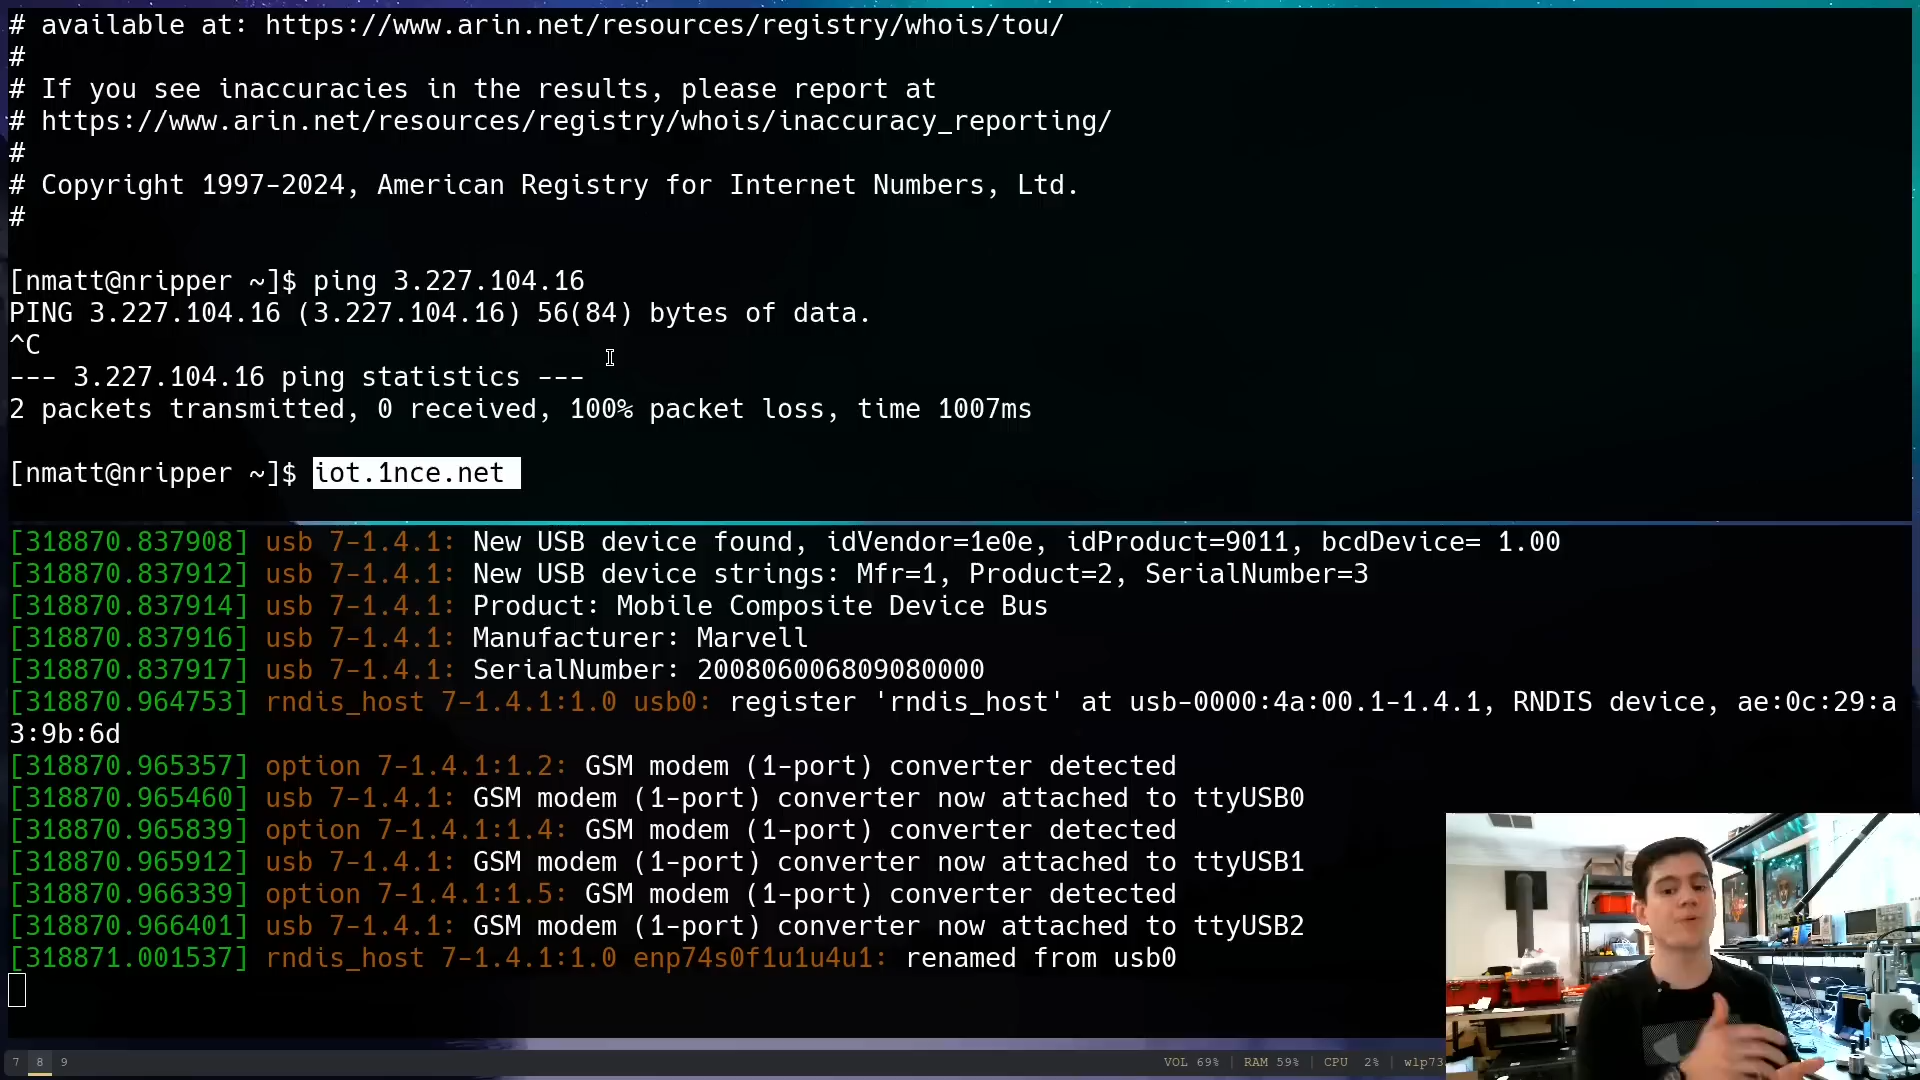 # available at: https://www.arin.net/resources/registry/whois/tou/
#
# If you see inaccuracies in the results, please report at
# https://www.arin.net/resources/registry/whois/inaccuracy_reporting/
#
# Copyright 1997-2024, American Registry for Internet Numbers, Ltd.
#
[nmatt@nripper ~]$ ping 3.227.104.16
PING 3.227.104.16 (3.227.104.16) 56(84) bytes of data.
^C
--- 3.227.104.16 ping statistics ---
2 packets transmitted, 0 received, 100% packet loss, time 1007ms
[nmatt@nripper ~]$ iot.1nce.net
[318870.837908] usb 7-1.4.1: New USB device found, idVendor=1e0e, idProduct=9011, bcdDevice= 1.00
[318870.837912] usb 7-1.4.1: New USB device strings: Mfr=1, Product=2, SerialNumber=3
[318870.837914] usb 7-1.4.1: Product: Mobile Composite Device Bus
[318870.837916] usb 7-1.4.1: Manufacturer: Marvell
[318870.837917] usb 7-1.4.1: SerialNumber: 200806006809080000
[318870.964753] rndis_host 7-1.4.1:1.0 usb0: register 'rndis_host' at usb-0000:4a:00.1-1.4.1, RNDIS device, ae:0c:29:a
3:9b:6d
[318870.965357] option 7-1.4.1:1.2: GSM modem (1-port) converter detected
[318870.965460] usb 7-1.4.1: GSM modem (1-port) converter now attached to ttyUSB0
[318870.965839] option 7-1.4.1:1.4: GSM modem (1-port) converter detected
[318870.965912] usb 7-1.4.1: GSM modem (1-port) converter now attached to ttyUSB1
[318870.966339] option 7-1.4.1:1.5: GSM modem (1-port) converter detected
[318870.966401] usb 7-1.4.1: GSM modem (1-port) converter now attached to ttyUSB2
[318871.001537] rndis_host 7-1.4.1:1.0 enp74s0f1u1u4u1: renamed from usb0
7 8 9 VOL 69% | RAM 59% | CPU 2% | wlp73